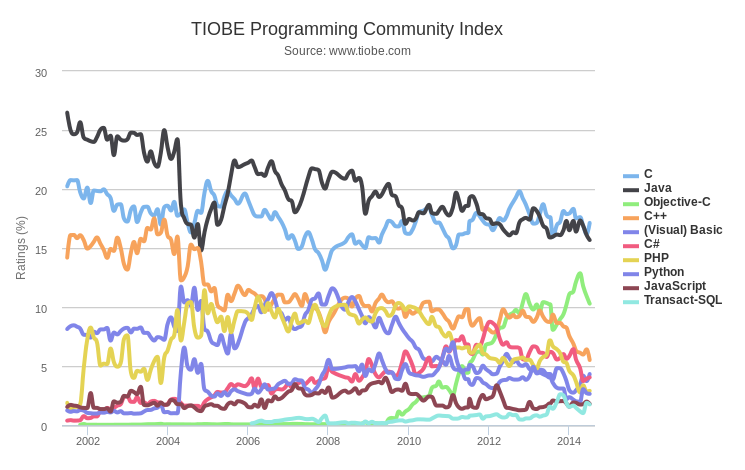 TIOBE Programming Community Index
Source: www.tiobe.com
Ratings (%)
30
25
20
15
10
5
0
2002 2004 2006 2008 2010 2012 2014
C
Java
Objective-C
C++
(Visual) Basic
C#
PHP
Python
JavaScript
Transact-SQL